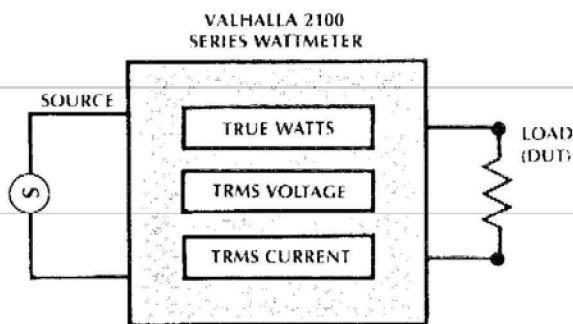 VALHALLA 2100
SERIES WATTMETER
SOURCE
TRUE WATTS
LOAD
(DUT)
S
TRMS VOLTAGE
TRMS CURRENT